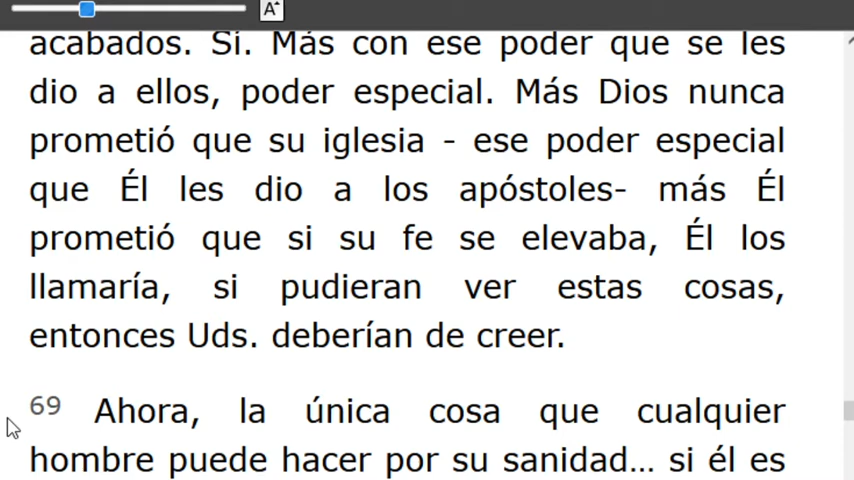 A
acabados. Sí. Más con ese poder que se les
dio a ellos, poder especial. Más Dios nunca
prometió que su iglesia - ese poder especial
que Él les dio a los apóstoles- más Él
prometió que si su fe se elevaba, Él los
llamaría, si pudieran ver estas cosas,
entonces Uds. deberían de creer.
69 Ahora, la única cosa que cualquier
hombre puede hacer por su sanidad... si él es